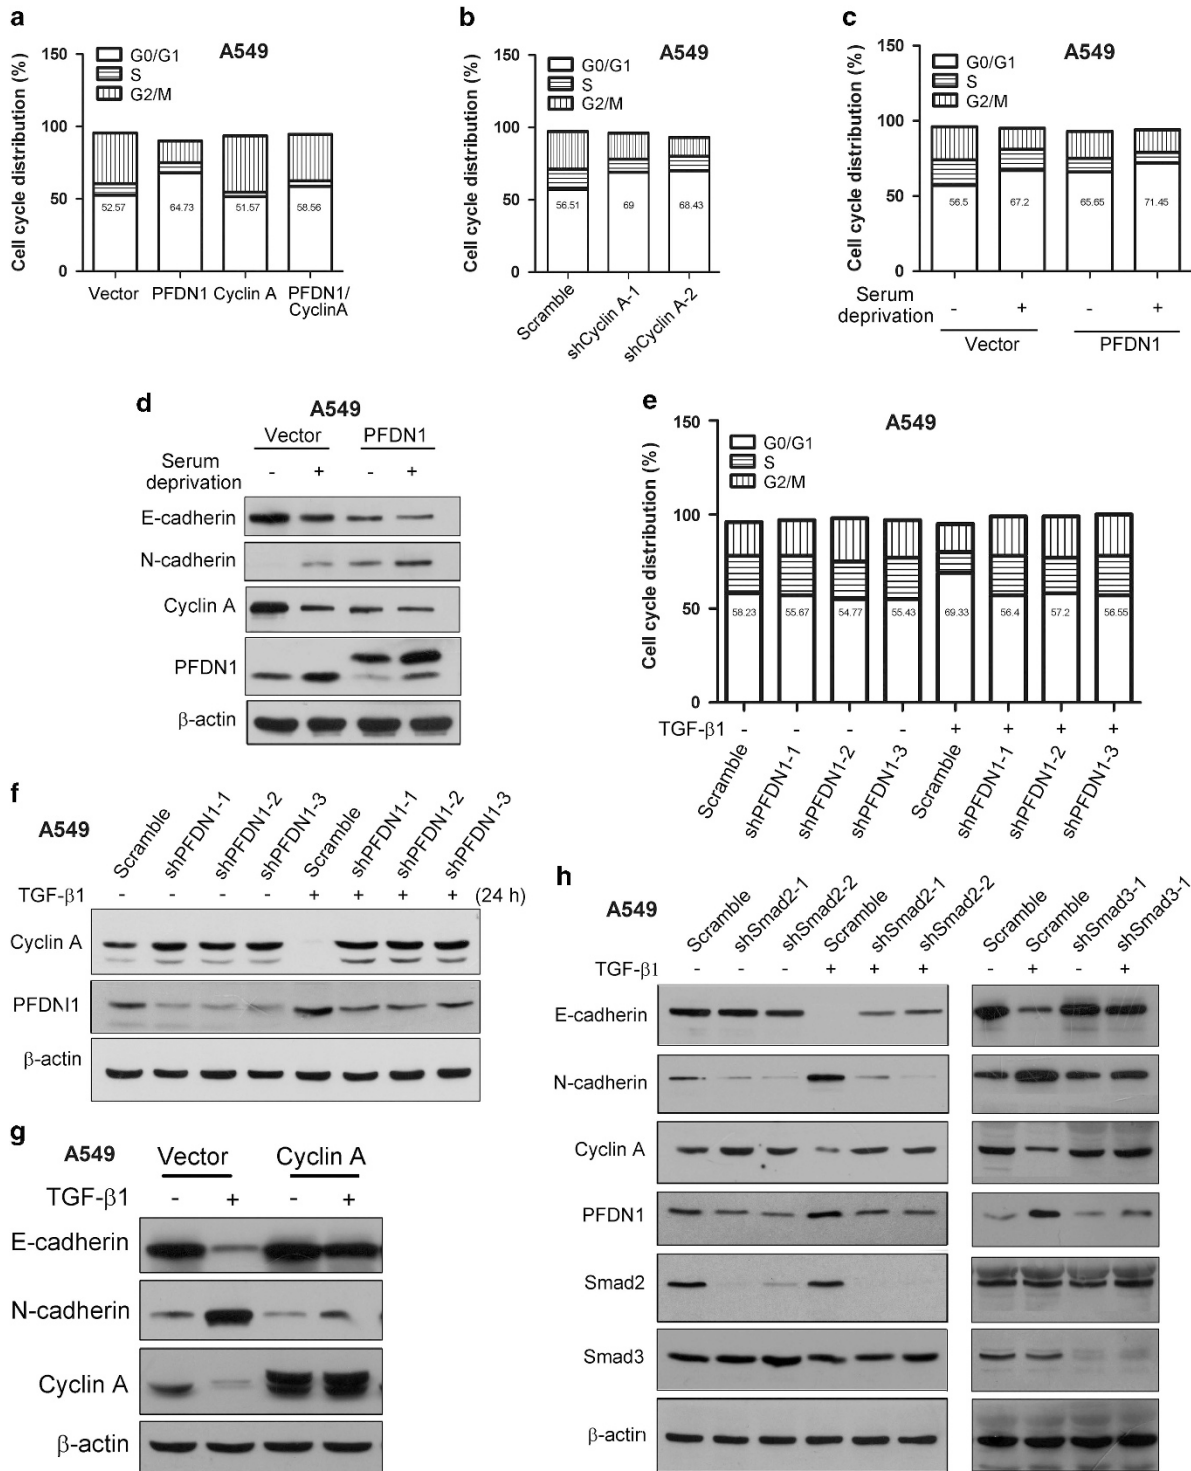 a
A549
150
100
50
0
Cell cycle distribution (%)
G0/G1
S
G2/M
52.57 64.73 51.57 58.56
Vector PFDN1 Cyclin A PFDN1/
CyclinA
b
A549
150
100
50
0
Cell cycle distribution (%)
G0/G1
S
G2/M
56.51 69 68.43
Scramble shCyclin A-1 shCyclin A-2
c
A549
150
100
50
0
Cell cycle distribution (%)
G0/G1
S
G2/M
56.5 67.2 65.65 71.45
Serum
deprivation - + - +
Vector PFDN1
d
A549
Vector PFDN1
Serum
deprivation - + - +
E-cadherin
N-cadherin
Cyclin A
PFDN1
β-actin
e
A549
150
100
50
0
Cell cycle distribution (%)
G0/G1
S
G2/M
58.23 55.67 54.77 55.43 69.33 56.4 57.2 56.55
TGF-β1 - - - - + + + +
Scramble shPFDN1-1 shPFDN1-2 shPFDN1-3 Scramble shPFDN1-1 shPFDN1-2 shPFDN1-3
f
A549
Scramble shPFDN1-1 shPFDN1-2 shPFDN1-3 Scramble shPFDN1-1 shPFDN1-2 shPFDN1-3
TGF-β1 - - - - + + + + (24 h)
Cyclin A
PFDNI1
β-actin
g
A549 Vector Cyclin A
TGF-β1 - + - +
E-cadherin
N-cadherin
Cyclin A
β-actin
h
A549
Scramble shSmad2-1 shSmad2-2 Scramble shSmad2-1 shSmad2-2 Scramble Scramble shSmad3-1 shSmad3-1
TGF-β1 - - - + + + - + - +
E-cadherin
N-cadherin
Cyclin A
PFDN1
Smad2
Smad3
β-actin